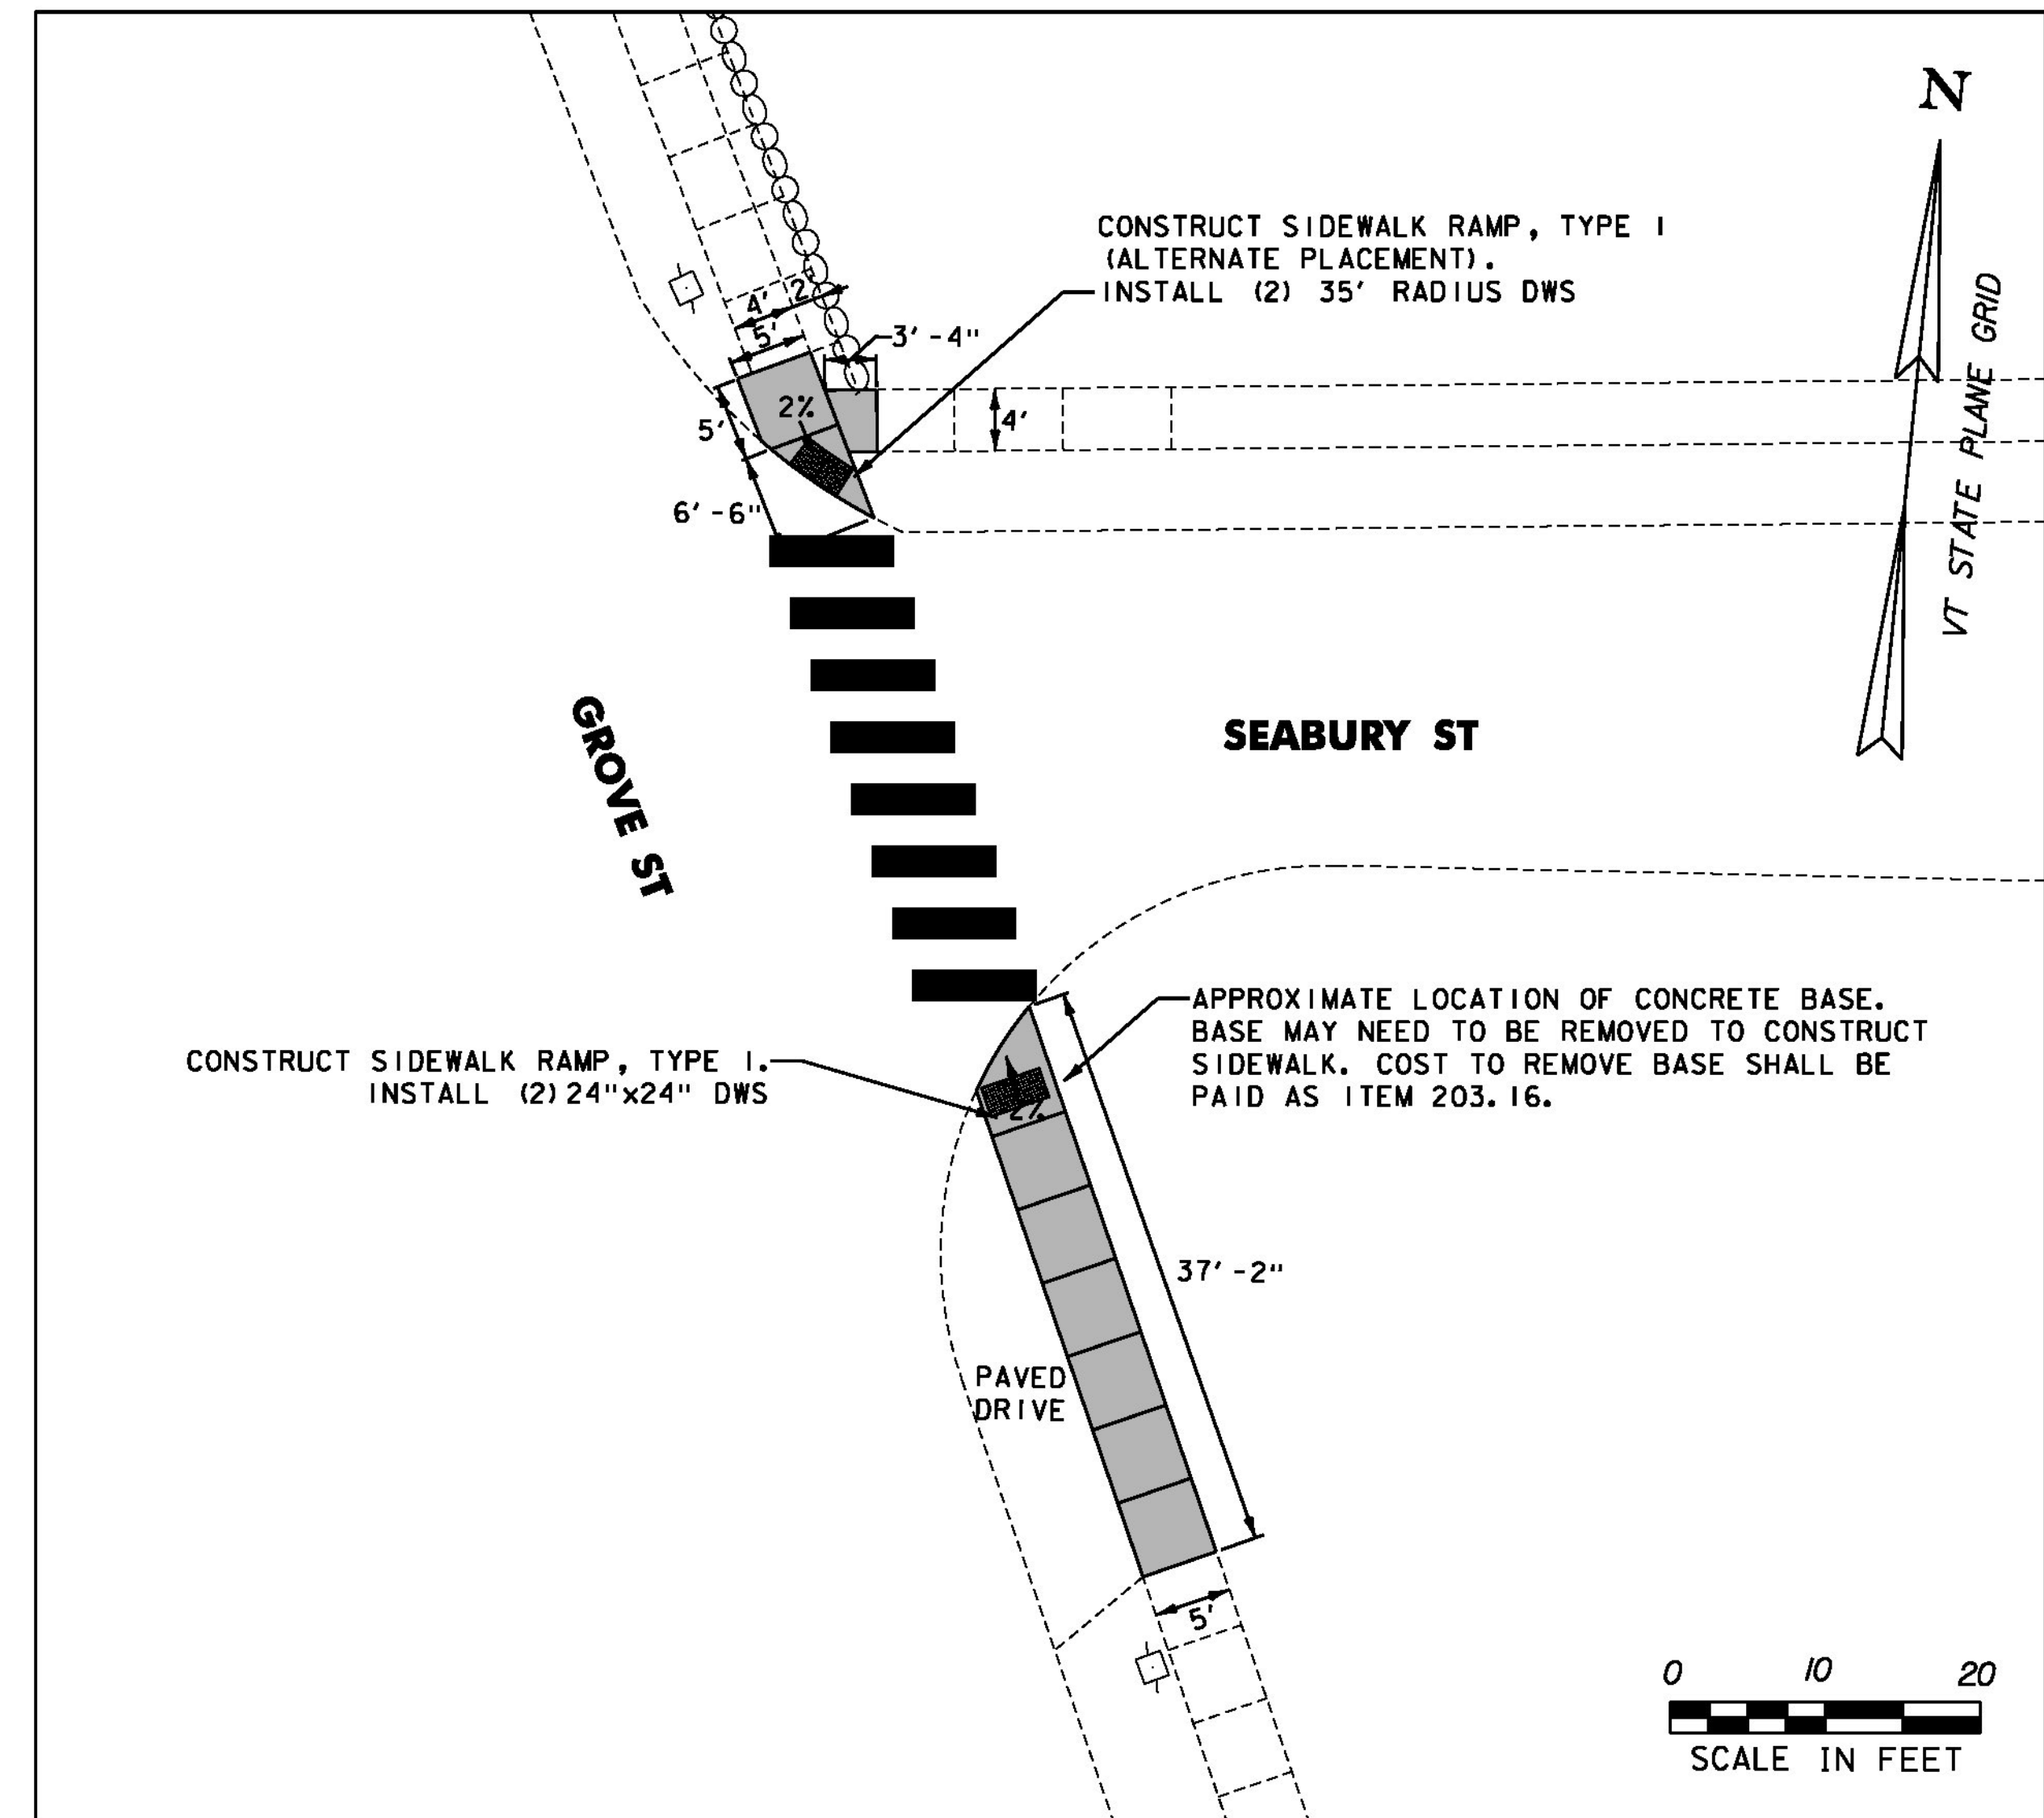 N
VT STATE PLANE GRID
CONSTRUCT SIDEWALK RAMP, TYPE 1
(ALTERNATE PLACEMENT).
INSTALL (2) 35' RADIUS DWS
4'
2'
5'
3'-4"
2%
4'
5'
6'-6"
GROVE ST
SEABURY ST
APPROXIMATE LOCATION OF CONCRETE BASE.
BASE MAY NEED TO BE REMOVED TO CONSTRUCT
SIDEWALK. COST TO REMOVE BASE SHALL BE
PAID AS ITEM 203.16.
CONSTRUCT SIDEWALK RAMP, TYPE 1.
INSTALL (2) 24"x24" DWS
2%
37'-2"
PAVED
DRIVE
5'
0 10 20
SCALE IN FEET